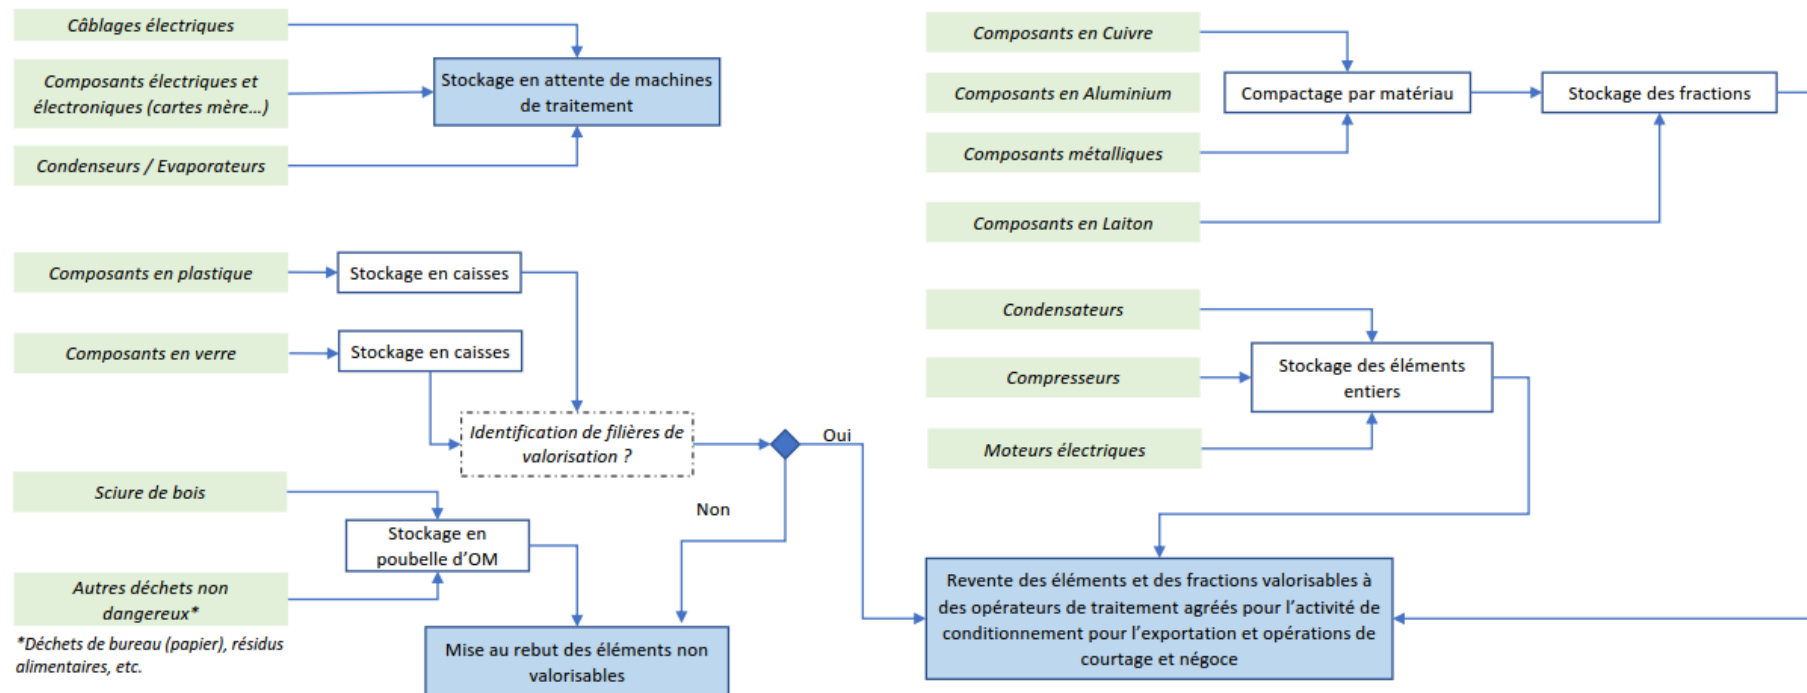 Câblages électriques
Composants électriques et
électroniques (cartes mère…)
Condenseurs / Evaporateurs
Stockage en attente de machines
de traitement
Composants en plastique
Stockage en caisses
Composants en verre
Stockage en caisses
Identification de filières de
valorisation ?
Oui
Non
Sciure de bois
Stockage en
poubelle d’OM
Autres déchets non
dangereux*
*Déchets de bureau (papier), résidus
alimentaires, etc.
Mise au rebut des éléments non
valorisables
Composants en Cuivre
Composants en Aluminium
Compactage par matériau
Stockage des fractions
Composants métalliques
Composants en Laiton
Condensateurs
Compresseurs
Stockage des éléments
entiers
Moteurs électriques
Revente des éléments et des fractions valorisables à
des opérateurs de traitement agréés pour l’activité de
conditionnement pour l’exportation et opérations de
courtage et négoce